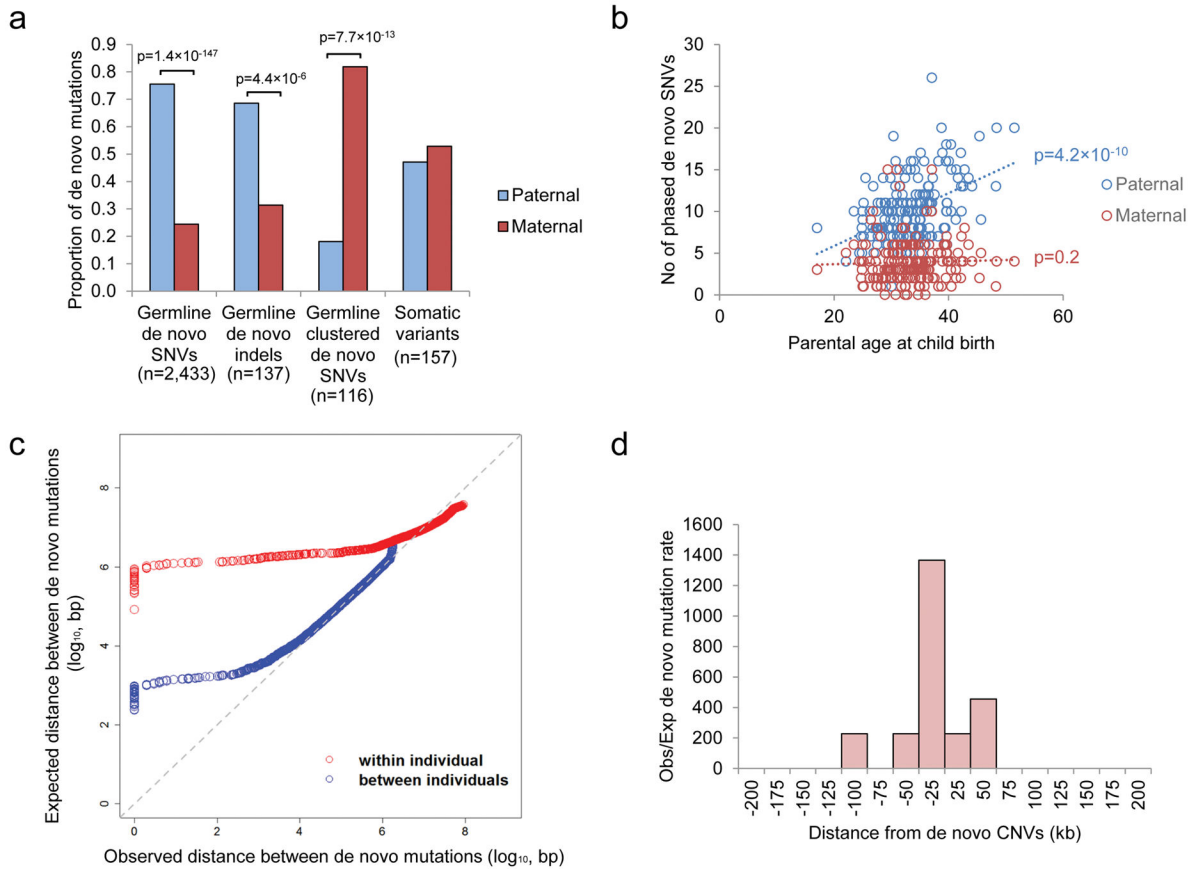 a
Proportion of de novo mutations
0.9
0.8
0.7
0.6
0.5
0.4
0.3
0.2
0.1
0.0
p=1.4×10⁻¹⁴⁷
p=4.4×10⁻⁶
p=7.7×10⁻¹³
Paternal
Maternal
Germline
de novo
SNVs
(n=2,433)
Germline
de novo
indels
(n=137)
Germline
clustered
de novo
SNVs
(n=116)
Somatic
variants
(n=157)
b
No of phased de novo SNVs
30
25
20
15
10
5
0
p=4.2×10⁻¹⁰
Paternal
Maternal
p=0.2
0 20 40 60
Parental age at child birth
c
Expected distance between de novo mutations
(log₁₀, bp)
8
6
4
2
0
within individual
between individuals
0 2 4 6 8
Observed distance between de novo mutations (log₁₀, bp)
d
Obs/Exp de novo mutation rate
1600
1400
1200
1000
800
600
400
200
0
-200 -175 -150 -125 -100 -75 -50 -25 25 50 75 100 125 150 175 200
Distance from de novo CNVs (kb)